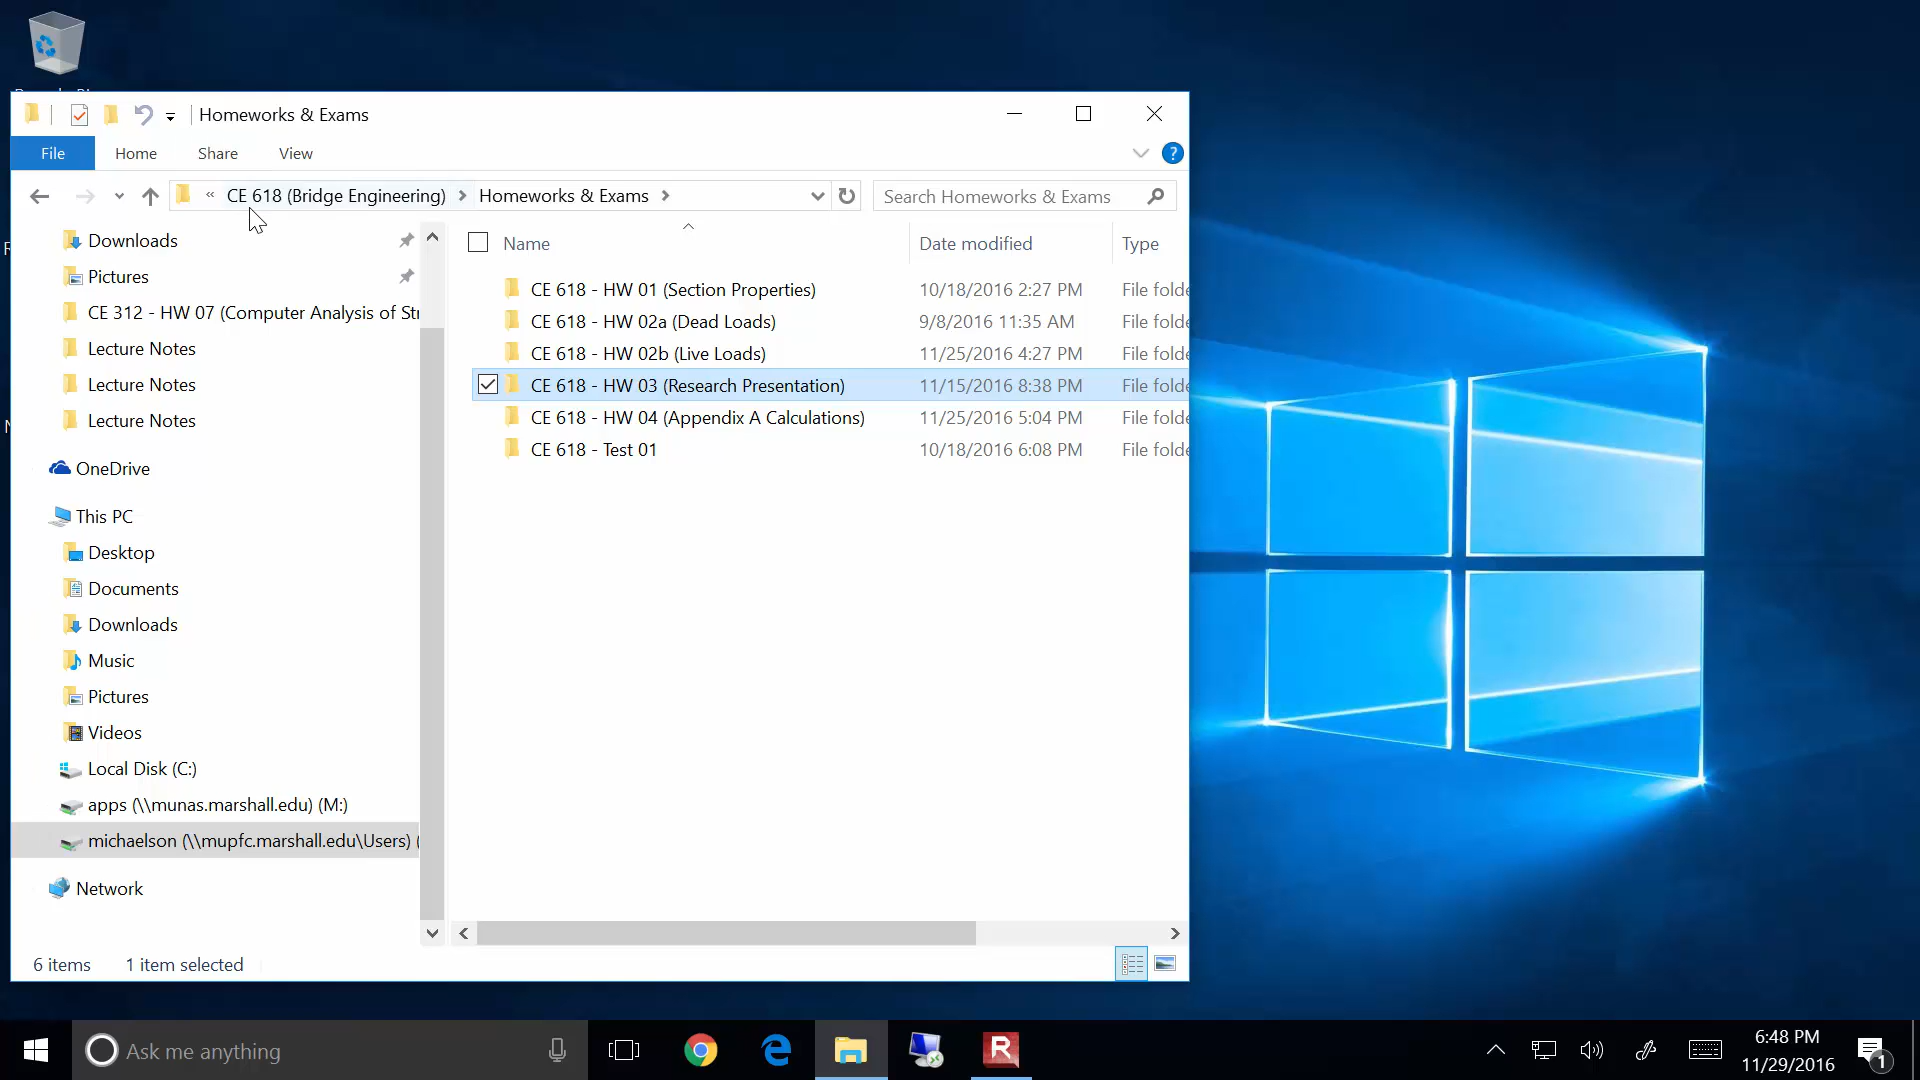 Homeworks & Exams
File
Home
Share
View
?
« CE 618 (Bridge Engineering) > Homeworks & Exams >
Search Homeworks & Exams
Name
Date modified
Type
Downloads
Pictures
CE 312 - HW 07 (Computer Analysis of Str
Lecture Notes
Lecture Notes
Lecture Notes
OneDrive
This PC
Desktop
Documents
Downloads
Music
Pictures
Videos
Local Disk (C:)
apps (\\munas.marshall.edu) (M:)
michaelson (\\mupfc.marshall.edu\Users) (
Network
CE 618 - HW 01 (Section Properties) 10/18/2016 2:27 PM File folde
CE 618 - HW 02a (Dead Loads) 9/8/2016 11:35 AM File folde
CE 618 - HW 02b (Live Loads) 11/25/2016 4:27 PM File folde
CE 618 - HW 03 (Research Presentation) 11/15/2016 8:38 PM File folde
CE 618 - HW 04 (Appendix A Calculations) 11/25/2016 5:04 PM File folde
CE 618 - Test 01 10/18/2016 6:08 PM File folde
6 items 1 item selected
Ask me anything
R
6:48 PM
11/29/2016
1